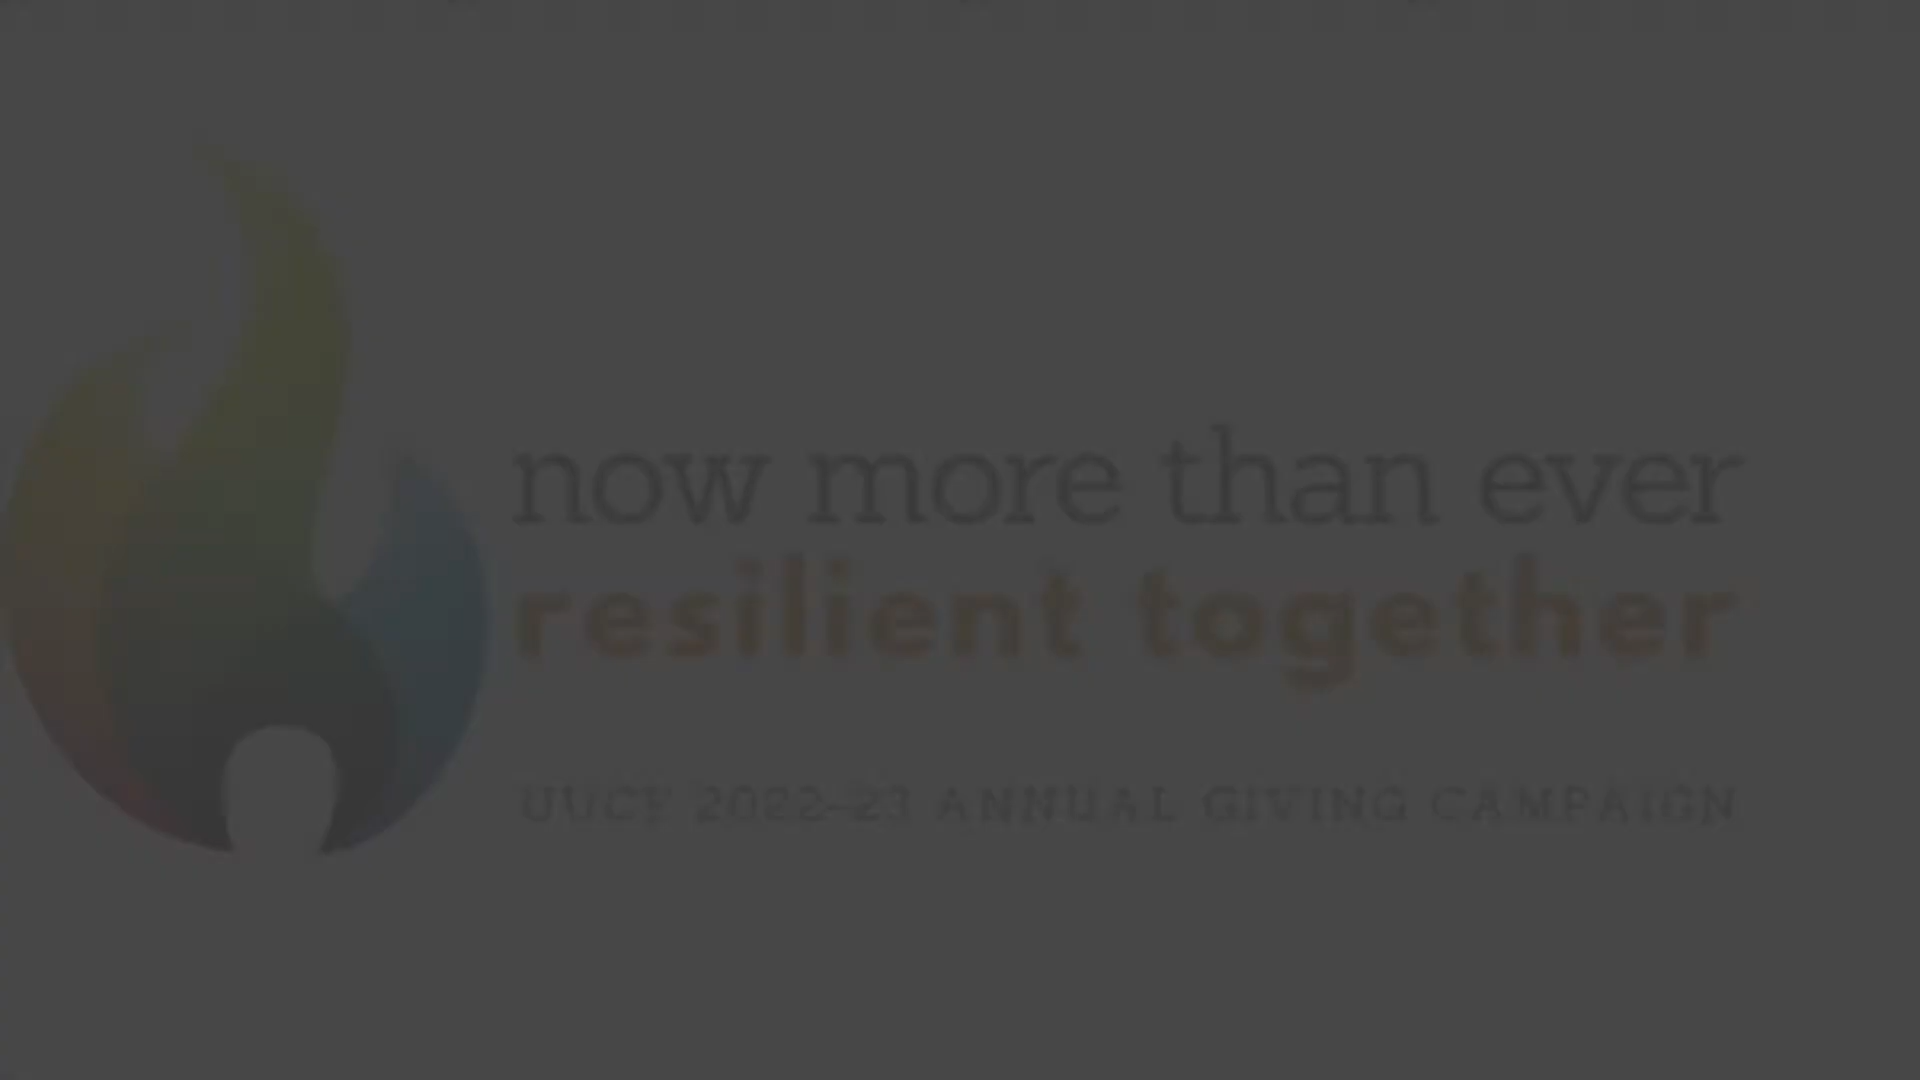 now more than ever
resilient together
UUCF 2022-23 ANNUAL GIVING CAMPAIGN